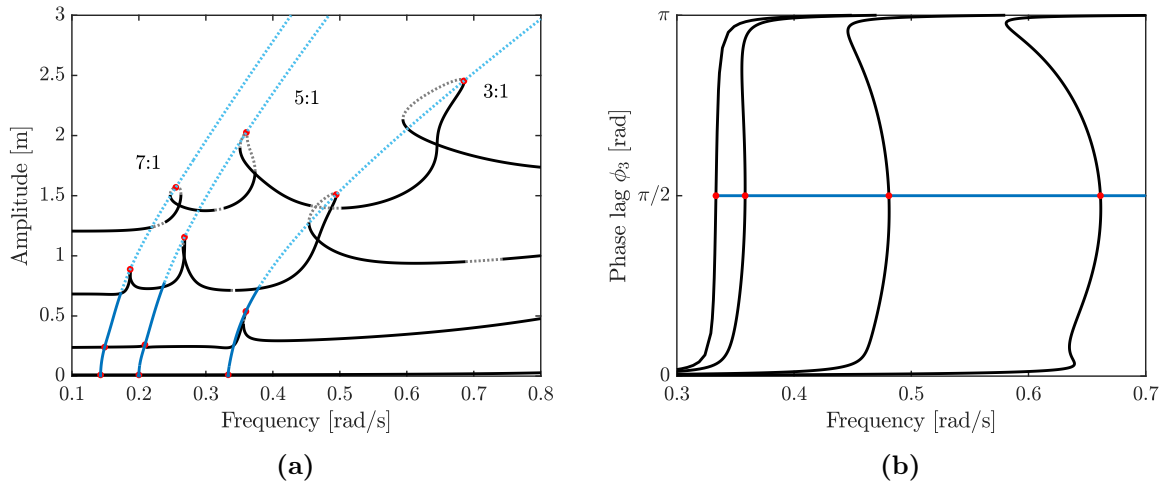 3
2.5
2
1.5
1
0.5
0
Amplitude [m]
7:1
5:1
3:1
0.1 0.2 0.3 0.4 0.5 0.6 0.7 0.8
Frequency [rad/s]
(a)
π
π/2
0
Phase lag ϕ₃ [rad]
0.3 0.4 0.5 0.6 0.7
Frequency [rad/s]
(b)